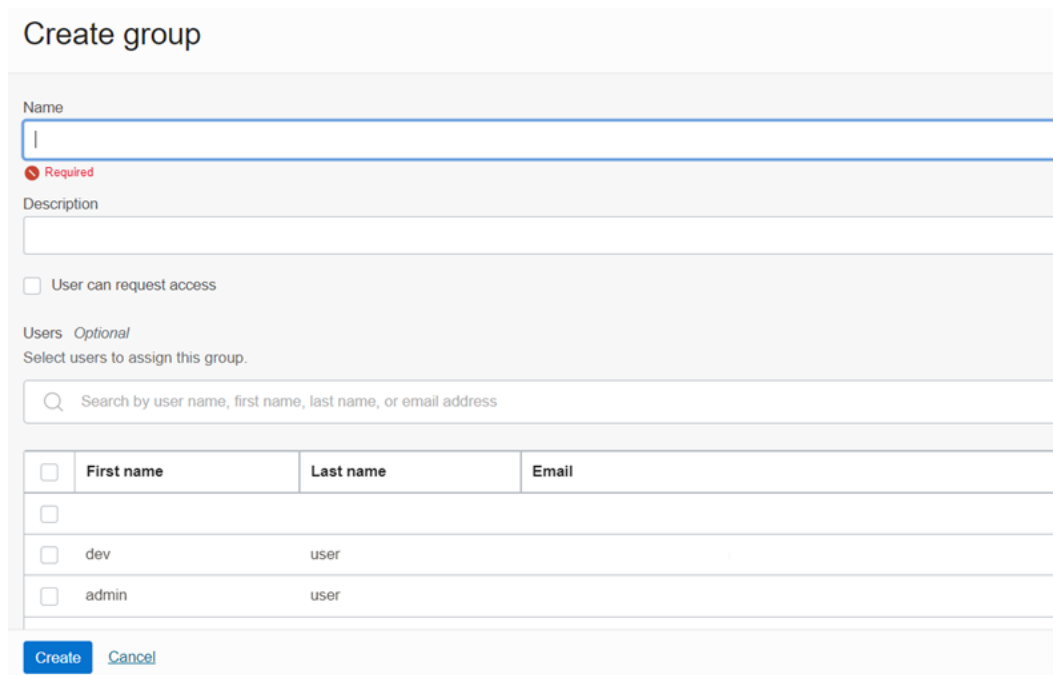 Create group
Name
Required
Description
User can request access
Users Optional
Select users to assign this group.
Search by user name, first name, last name, or email address
First name Last name Email
dev user
admin user
Create Cancel